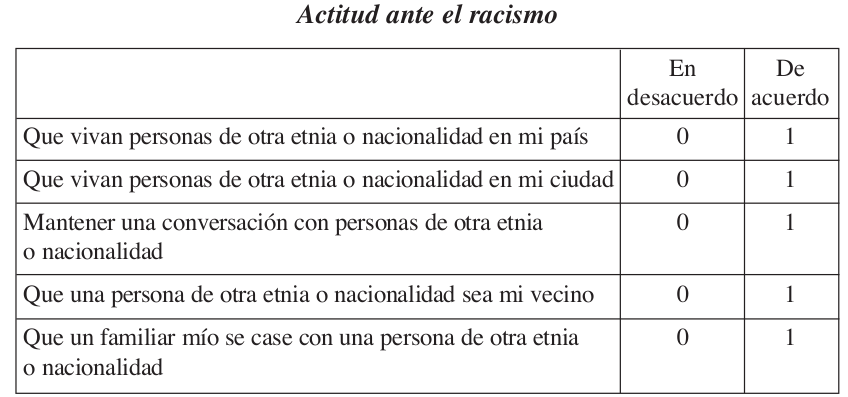 Actitud ante el racismo
En
desacuerdo
De
acuerdo
Que vivan personas de otra etnia o nacionalidad en mi país 0 1
Que vivan personas de otra etnia o nacionalidad en mi ciudad 0 1
Mantener una conversación con personas de otra etnia 0 1
o nacionalidad
Que una persona de otra etnia o nacionalidad sea mi vecino 0 1
Que un familiar mío se case con una persona de otra etnia 0 1
o nacionalidad